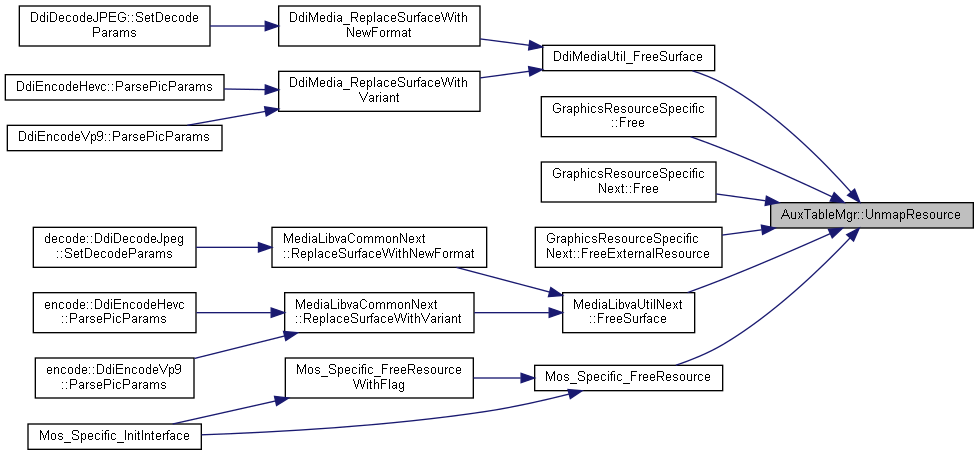 DdiDecodeJPEG::SetDecode
Params
DdiMedia_ReplaceSurfaceWith
NewFormat
DdiMediaUtil_FreeSurface
DdiEncodeHevc::ParsePicParams
DdiMedia_ReplaceSurfaceWith
Variant
DdiEncodeVp9::ParsePicParams
GraphicsResourceSpecific
::Free
GraphicsResourceSpecific
Next::Free
AuxTableMgr::UnmapResource
decode::DdiDecodeJpeg
::SetDecodeParams
MediaLibvaCommonNext
::ReplaceSurfaceWithNewFormat
GraphicsResourceSpecific
Next::FreeExternalResource
encode::DdiEncodeHevc
::ParsePicParams
MediaLibvaCommonNext
::ReplaceSurfaceWithVariant
MediaLibvaUtilNext
::FreeSurface
encode::DdiEncodeVp9
::ParsePicParams
Mos_Specific_FreeResource
WithFlag
Mos_Specific_FreeResource
Mos_Specific_InitInterface